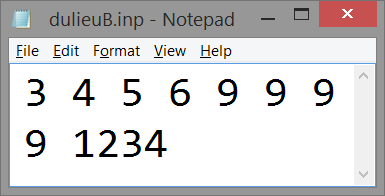 dulieuB.inp - Notepad
File Edit Format View Help
3 4 5 6 9 9 9
9 1234